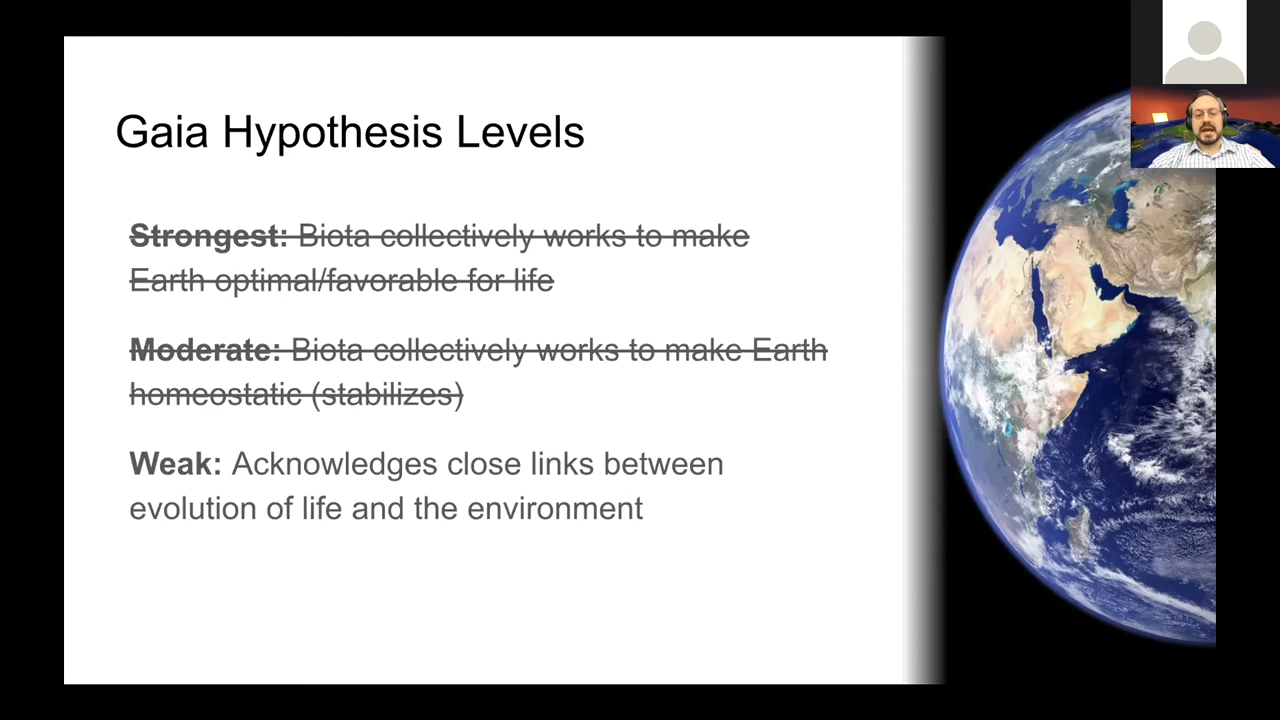 Gaia Hypothesis Levels
Strongest: Biota collectively works to make
Earth optimal/favorable for life
Moderate: Biota collectively works to make Earth
homeostatic (stabilizes)
Weak: Acknowledges close links between
evolution of life and the environment